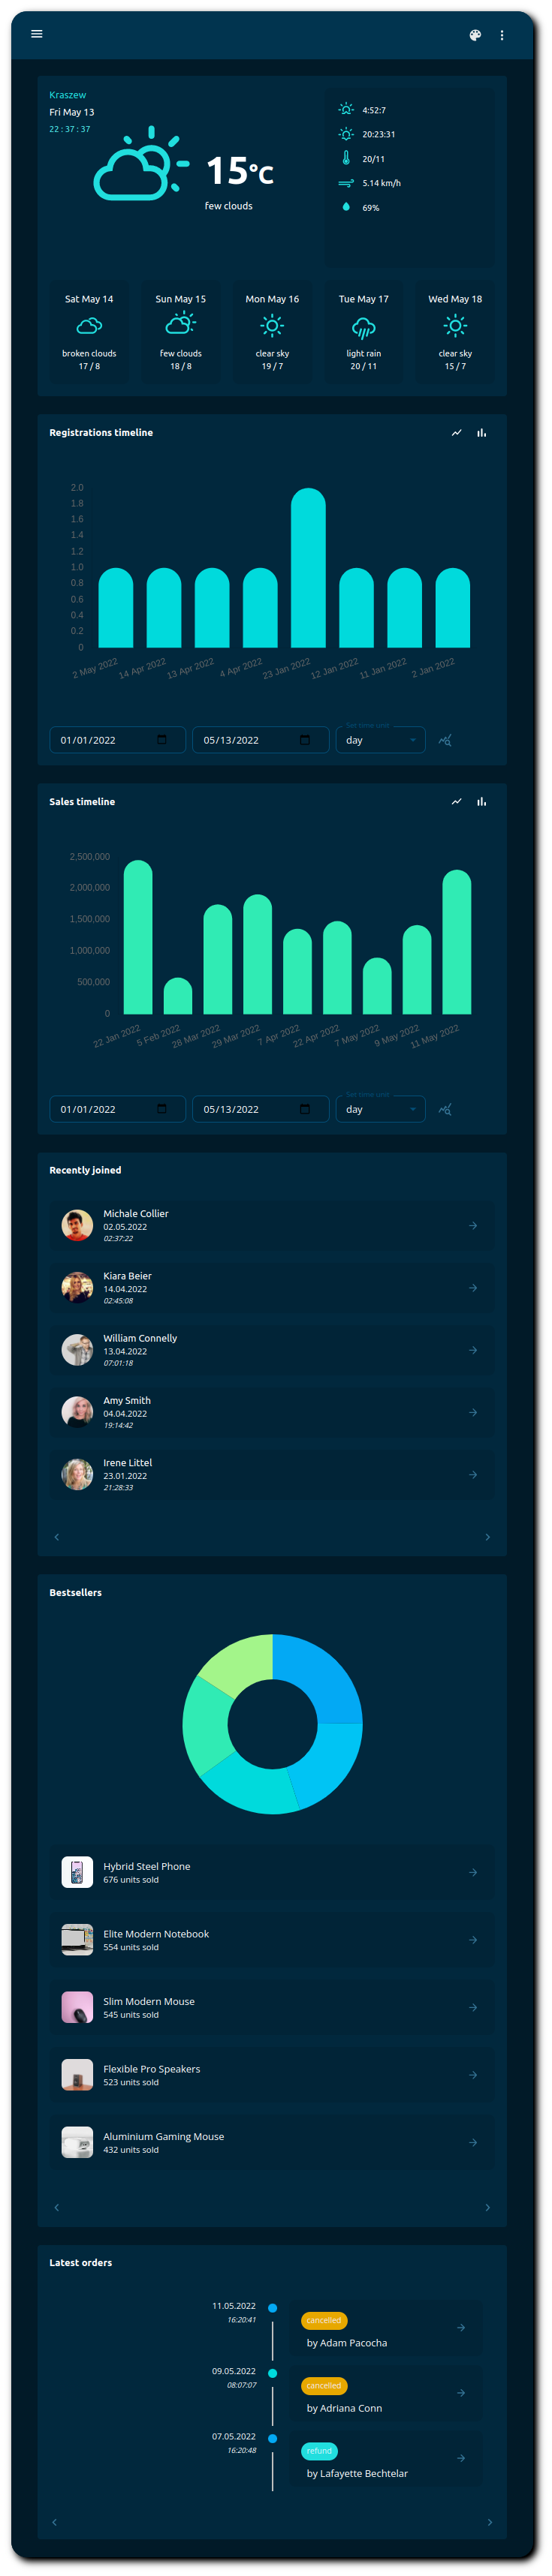 Kraszew
Fri May 13
22 : 37 : 37
15°C
few clouds
4:52:7
20:23:31
20/11
5.14 km/h
69%
Sat May 14
broken clouds
17 / 8
Sun May 15
few clouds
18 / 8
Mon May 16
clear sky
19 / 7
Tue May 17
light rain
20 / 11
Wed May 18
clear sky
15 / 7
Registrations timeline
2.0
1.8
1.6
1.4
1.2
1.0
0.8
0.6
0.4
0.2
0
2 May 2022
14 Apr 2022
13 Apr 2022
4 Apr 2022
23 Jan 2022
12 Jan 2022
11 Jan 2022
2 Jan 2022
01/01/2022
05/13/2022
Set time unit
day
Sales timeline
2,500,000
2,000,000
1,500,000
1,000,000
500,000
0
22 Jan 2022
5 Feb 2022
28 Mar 2022
29 Mar 2022
7 Apr 2022
22 Apr 2022
7 May 2022
9 May 2022
11 May 2022
01/01/2022
05/13/2022
Set time unit
day
Recently joined
Michale Collier
02.05.2022
02:37:22
Kiara Beier
14.04.2022
02:45:08
William Connelly
13.04.2022
07:01:18
Amy Smith
04.04.2022
19:14:42
Irene Littel
23.01.2022
21:28:33
Bestsellers
Hybrid Steel Phone
676 units sold
Elite Modern Notebook
554 units sold
Slim Modern Mouse
545 units sold
Flexible Pro Speakers
523 units sold
Aluminium Gaming Mouse
432 units sold
Latest orders
11.05.2022
16:20:41
cancelled
by Adam Pacocha
09.05.2022
08:07:07
cancelled
by Adriana Conn
07.05.2022
16:20:48
refund
by Lafayette Bechtelar